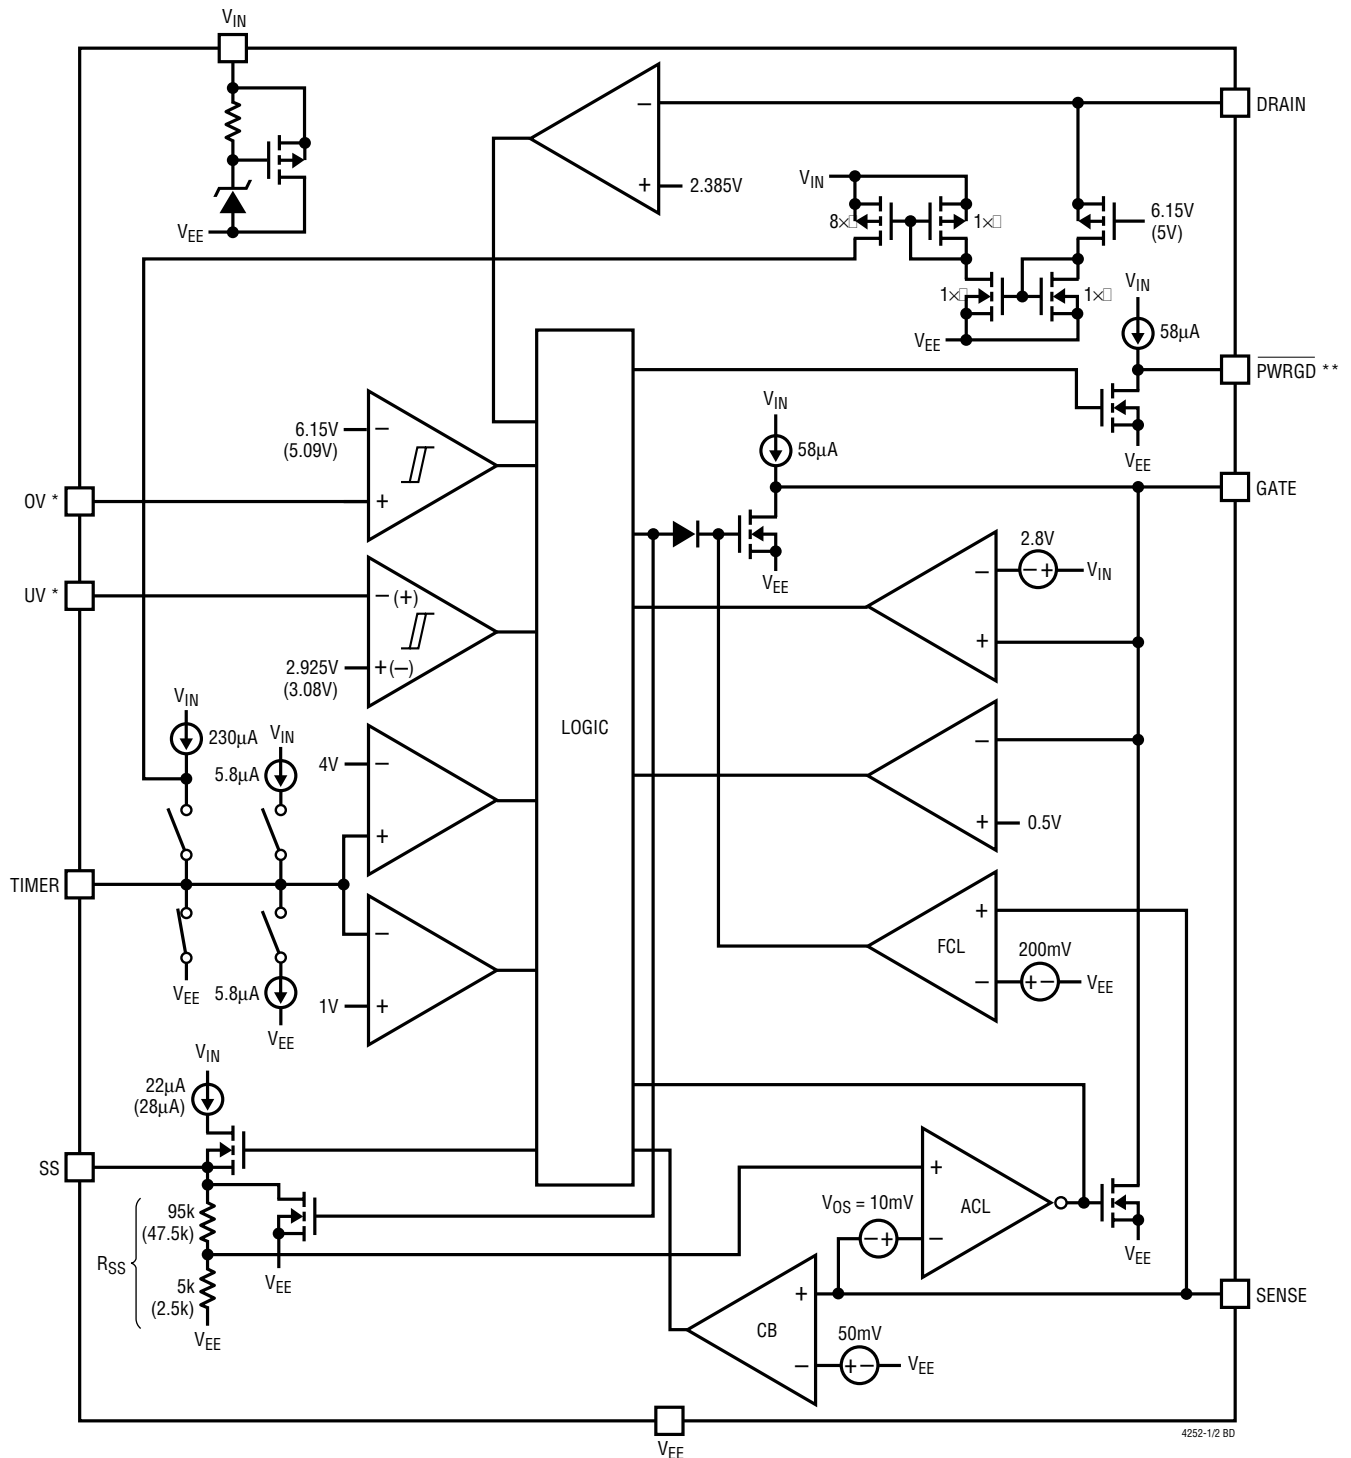 VIN
DRAIN
−
+
2.385V
VIN
8×
1×
6.15V
(5V)
VEE
1×
1×
VIN
58µA
VEE
PWRGD **
VIN
6.15V
(5.09V)
−
58µA
VEE
GATE
OV *
+
2.8V
−
− +
VIN
VEE
UV *
− (+)
+
2.925V
(3.08V)
+ (−)
VIN
230µA
VIN
LOGIC
−
5.8µA
4V
−
+
0.5V
+
TIMER
+
−
FCL
200mV
−
+ −
VEE
VEE
5.8µA
1V
+
VEE
VIN
22µA
(28µA)
SS
+
VOS = 10mV
ACL
95k
(47.5k)
− +
−
VEE
RSS
VEE
5k
(2.5k)
+
SENSE
CB
50mV
VEE
−
+ −
VEE
4252-1/2 BD
VEE